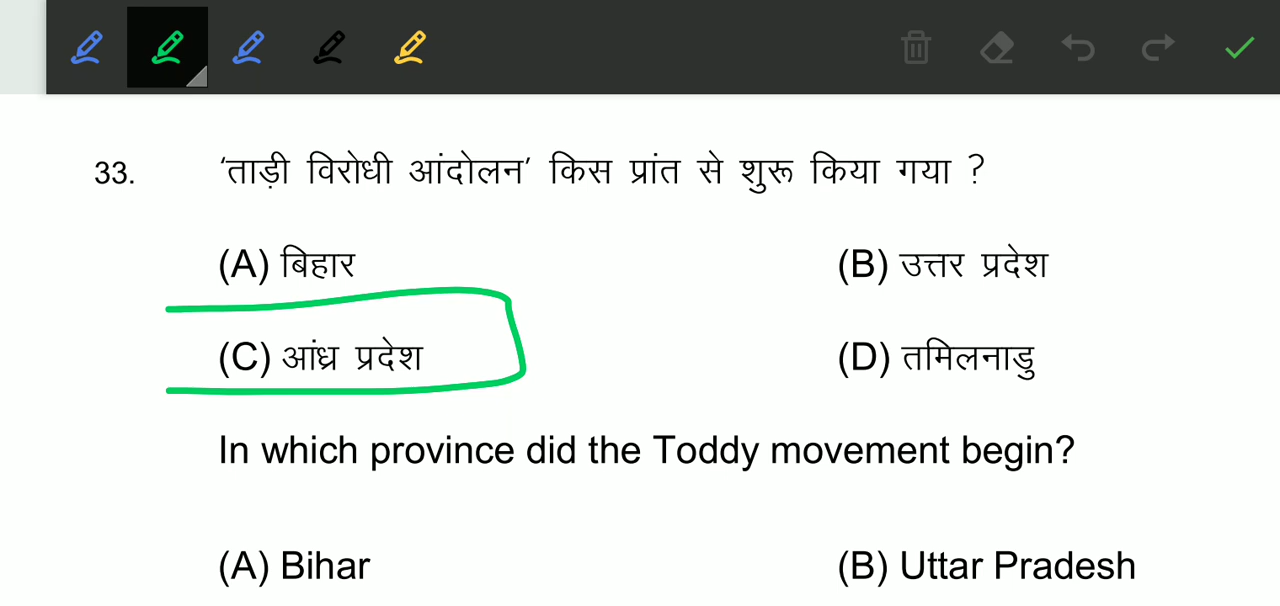 33. ‘ताड़ी विरोधी आंदोलन’ किस प्रांत से शुरू किया गया ?
(A) बिहार (B) उत्तर प्रदेश
(C) आंध्र प्रदेश (D) तमिलनाडु
In which province did the Toddy movement begin?
(A) Bihar (B) Uttar Pradesh